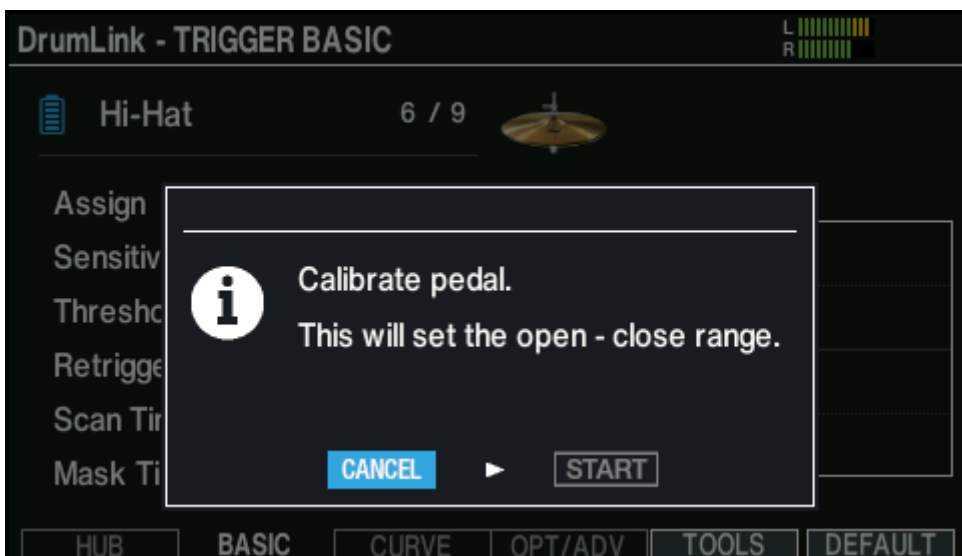 DrumLink - TRIGGER BASIC
L
R
Hi-Hat 6 / 9
Assign
Sensitiv
Calibrate pedal.
Thresho
This will set the open - close range.
Retrigge
Scan Tir
Mask Ti
CANCEL ► START
HUB BASIC CURVE OPT/ADV TOOLS DEFAULT